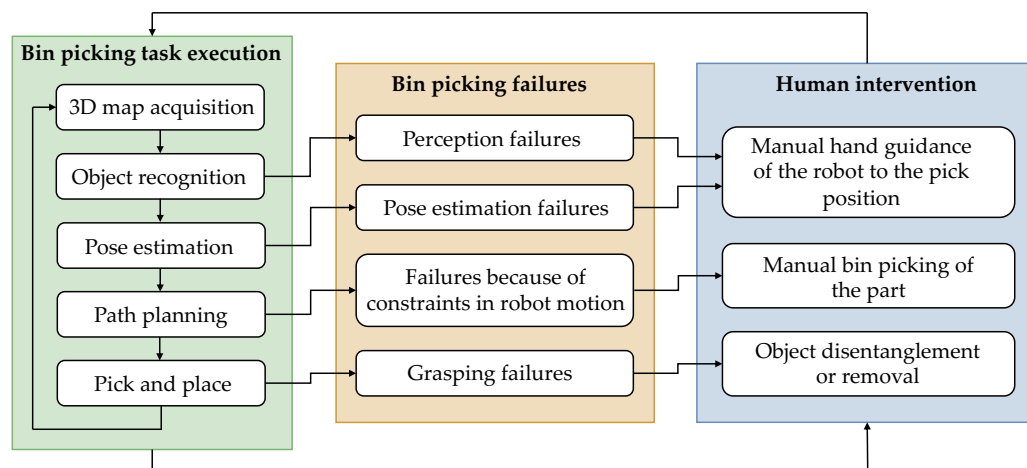 Bin picking task execution
3D map acquisition
Object recognition
Pose estimation
Path planning
Pick and place
Bin picking failures
Perception failures
Pose estimation failures
Failures because of
constraints in robot motion
Grasping failures
Human intervention
Manual hand guidance
of the robot to the pick
position
Manual bin picking of
the part
Object disentanglement
or removal